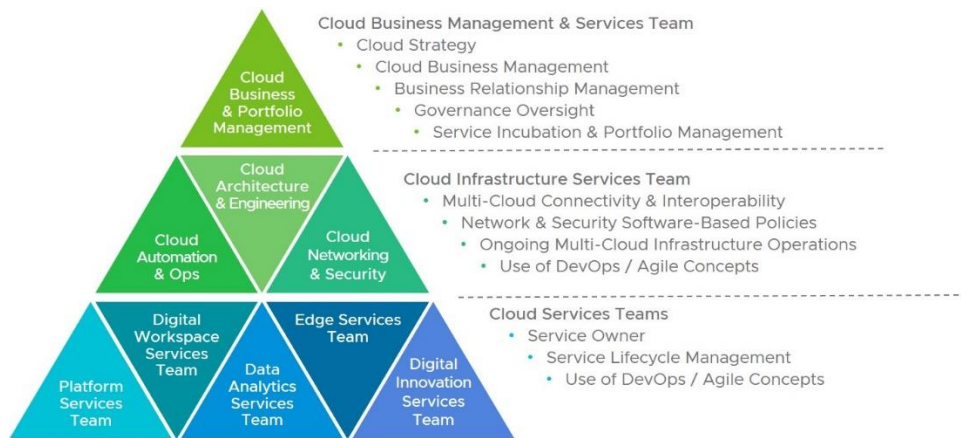 Cloud
Business
& Portfolio
Management
Cloud Business Management & Services Team
• Cloud Strategy
• Cloud Business Management
• Business Relationship Management
• Governance Oversight
• Service Incubation & Portfolio Management
Cloud
Architecture
& Engineering
Cloud
Automation
& Ops
Cloud
Networking
& Security
Cloud Infrastructure Services Team
• Multi-Cloud Connectivity & Interoperability
• Network & Security Software-Based Policies
• Ongoing Multi-Cloud Infrastructure Operations
• Use of DevOps / Agile Concepts
Platform
Services
Team
Digital
Workspace
Services
Team
Data
Analytics
Services
Team
Edge Services
Team
Digital
Innovation
Services
Team
Cloud Services Teams
• Service Owner
• Service Lifecycle Management
• Use of DevOps / Agile Concepts